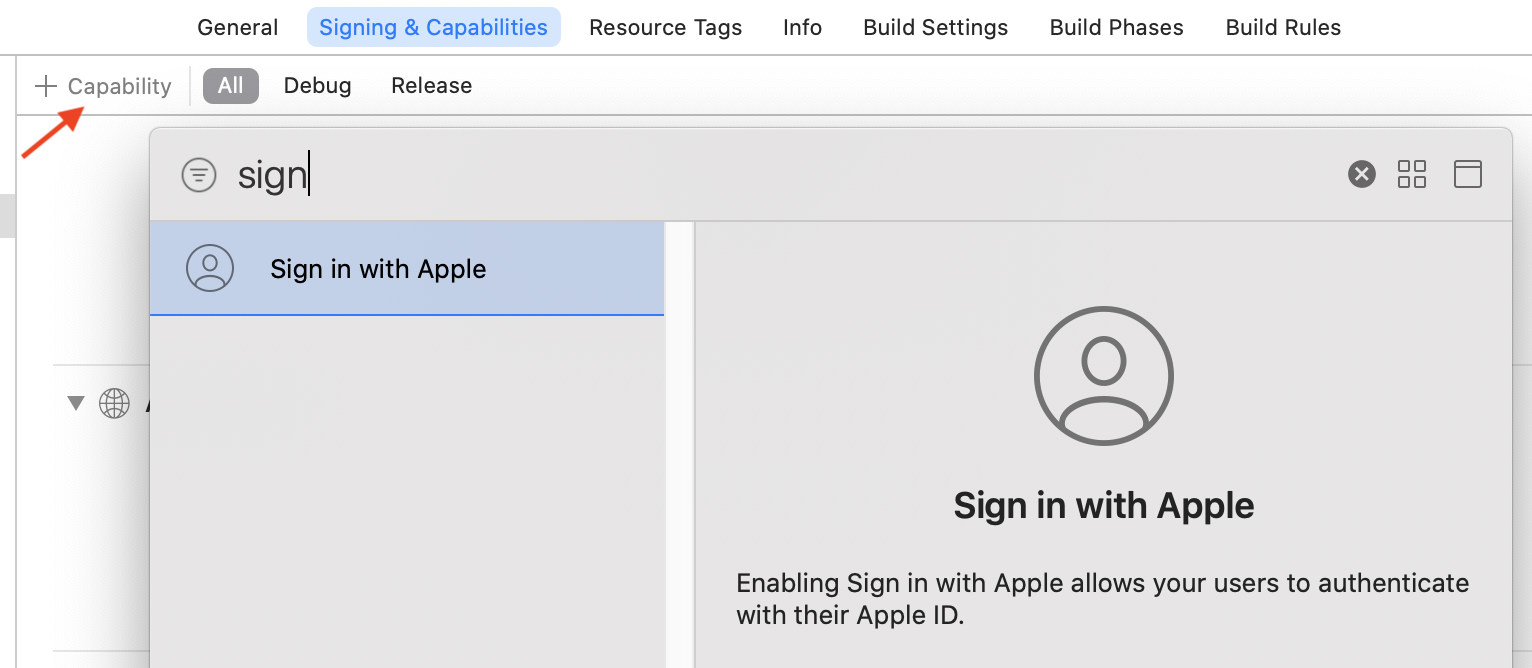 General Signing & Capabilities Resource Tags Info Build Settings Build Phases Build Rules
+ Capability All Debug Release
sign
Sign in with Apple
Sign in with Apple
Enabling Sign in with Apple allows your users to authenticate
with their Apple ID.